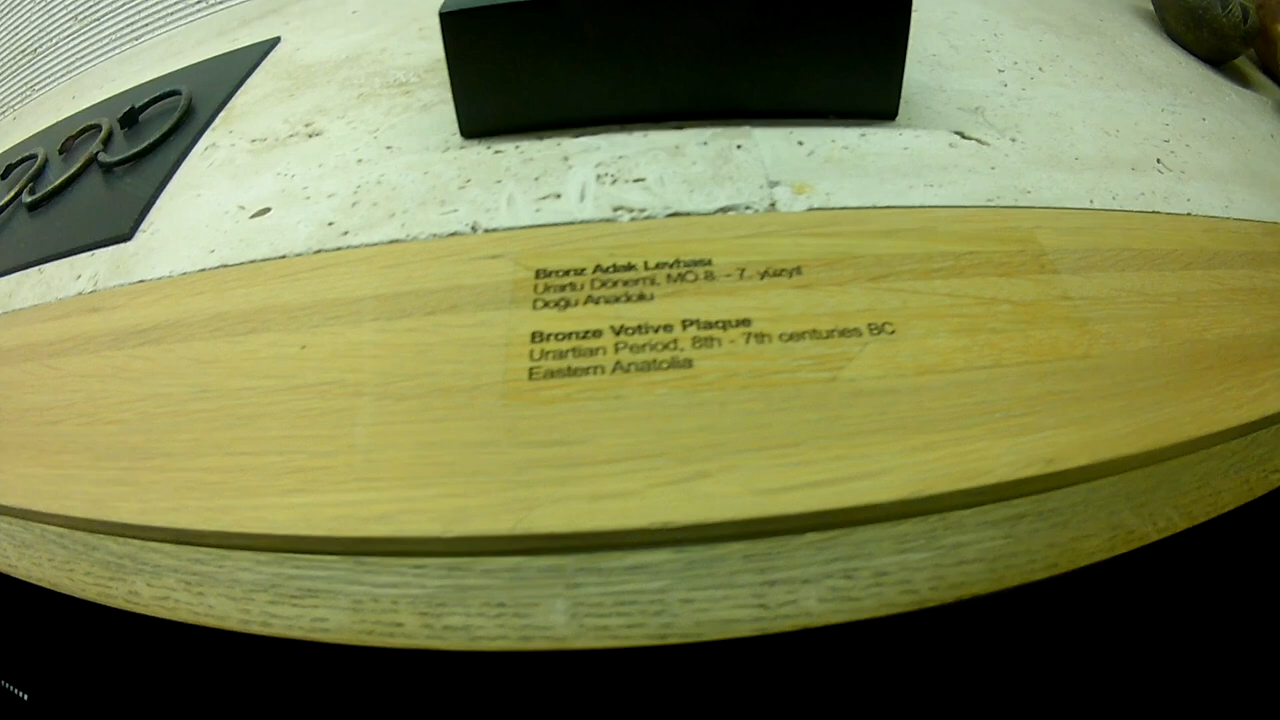 Bronz Adak Levhası
Urartu Dönemi, MÖ 8. - 7. yüzyıl
Doğu Anadolu
Bronze Votive Plaque
Urartian Period, 8th - 7th centuries BC
Eastern Anatolia